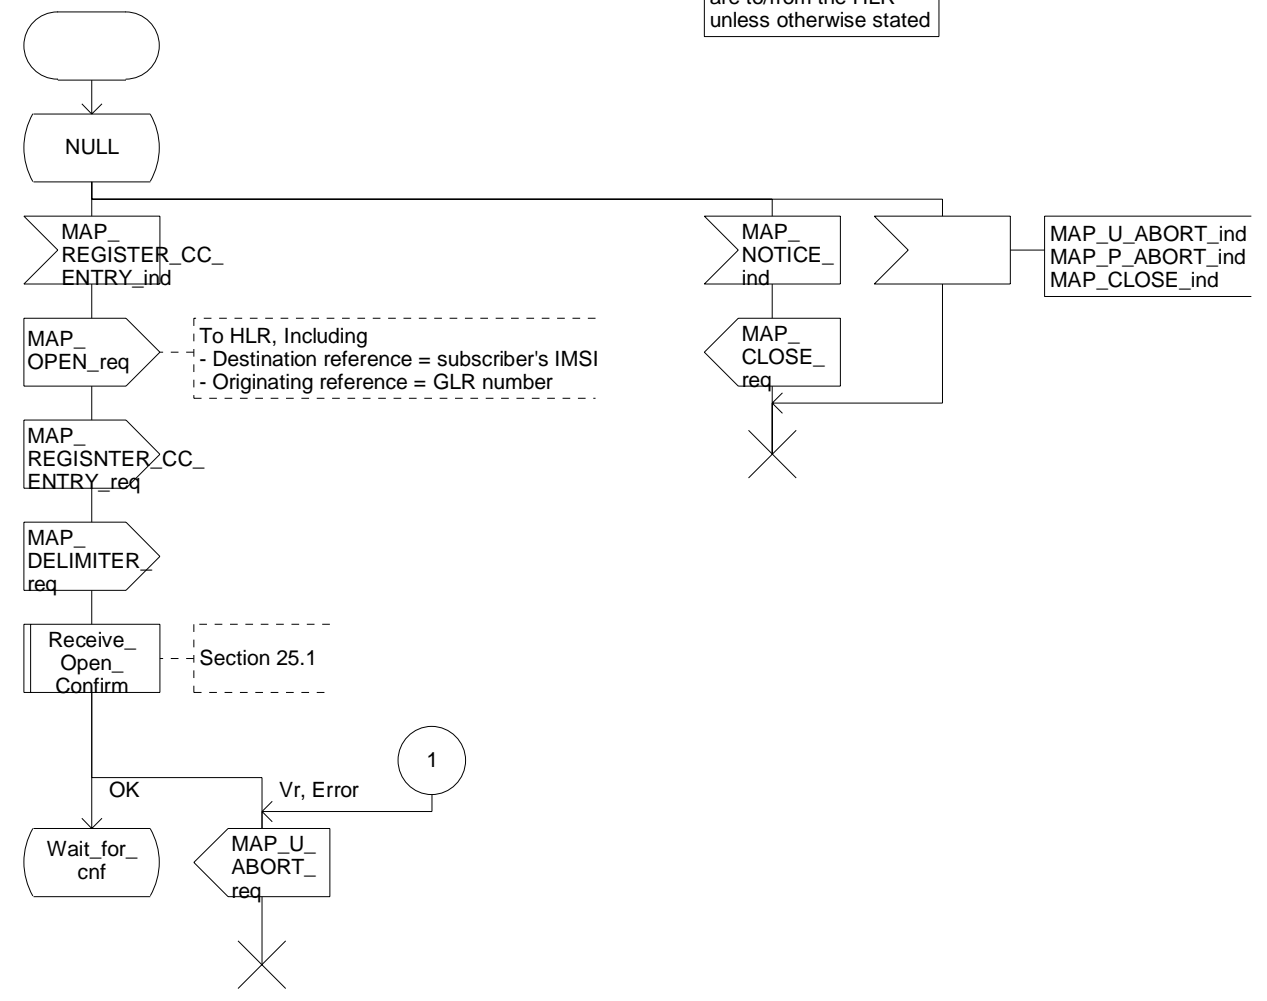 are to/from the HLR
unless otherwise stated
NULL
MAP_
REGISTER_CC_
ENTRY_ind
MAP_
NOTICE_
ind
MAP_U_ABORT_ind
MAP_P_ABORT_ind
MAP_CLOSE_ind
MAP_
OPEN_req
To HLR, Including
- Destination reference = subscriber's IMSI
- Originating reference = GLR number
MAP_
CLOSE_
req
MAP_
REGISNTER_CC_
ENTRY_req
MAP_
DELIMITER_
req
Receive_
Open_
Confirm
Section 25.1
1
OK
Vr, Error
Wait_for_
cnf
MAP_U_
ABORT_
req